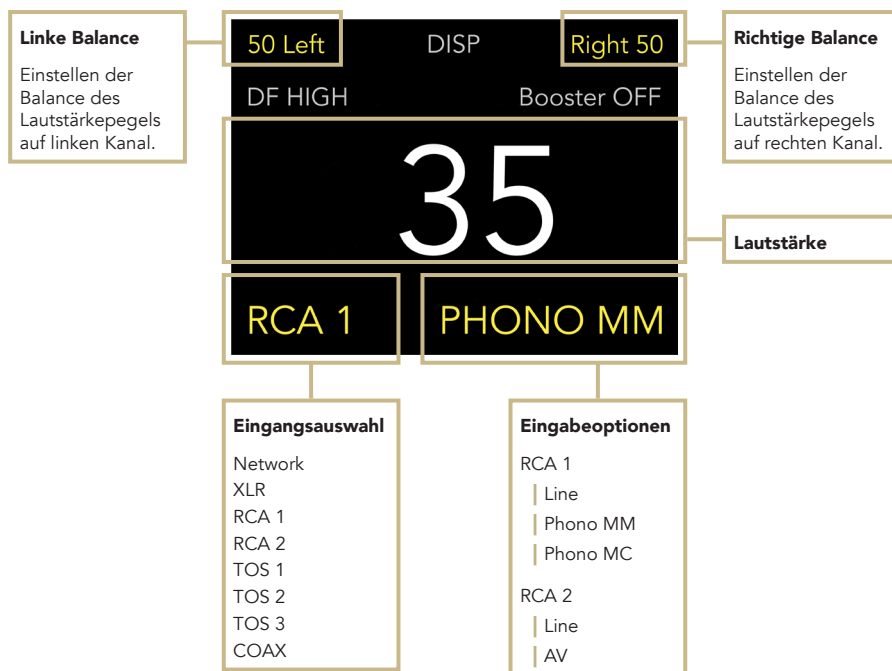 Linke Balance
Einstellen der
Balance des
Lautstärkepegels
auf linken Kanal.
50 Left
DISP
Right 50
DF HIGH
Booster OFF
35
RCA 1
PHONO MM
Richtige Balance
Einstellen der
Balance des
Lautstärkepegels
auf rechten Kanal.
Lautstärke
Eingangsauswahl
Network
XLR
RCA 1
RCA 2
TOS 1
TOS 2
TOS 3
COAX
Eingabeoptionen
RCA 1
Line
Phono MM
Phono MC
RCA 2
Line
AV